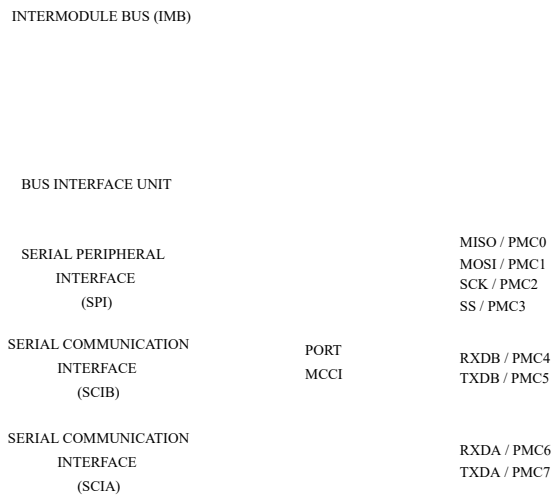 INTERMODULE BUS (IMB)
BUS INTERFACE UNIT
SERIAL PERIPHERAL
INTERFACE
(SPI)
MISO / PMC0
MOSI / PMC1
SCK / PMC2
SS / PMC3
SERIAL COMMUNICATION
INTERFACE
(SCIB)
PORT
MCCI
RXDB / PMC4
TXDB / PMC5
SERIAL COMMUNICATION
INTERFACE
(SCIA)
RXDA / PMC6
TXDA / PMC7